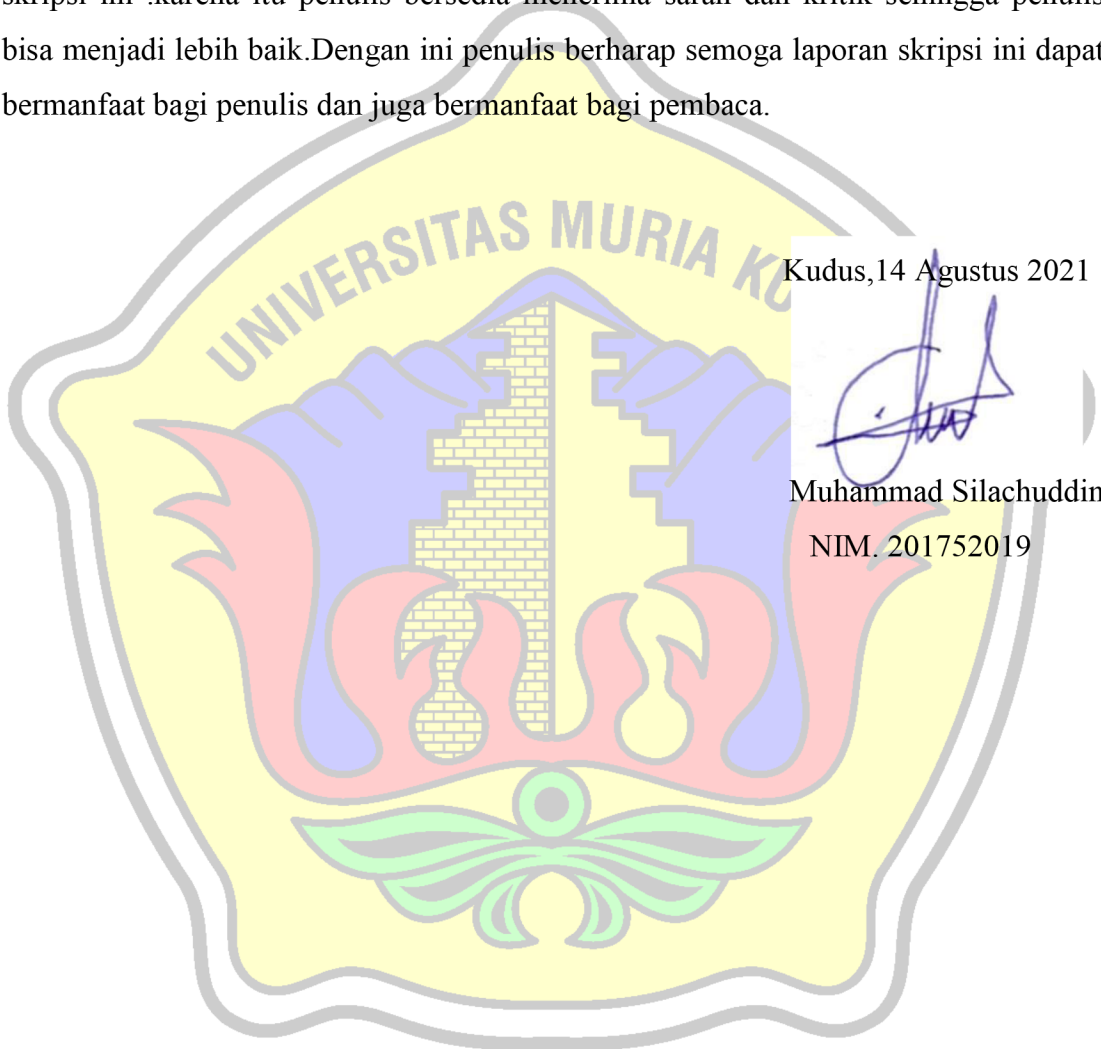 skripsi ini .karena itu penulis bersedia menerima saran dan kritik sehingga penulis
bisa menjadi lebih baik.Dengan ini penulis berharap semoga laporan skripsi ini dapat
bermanfaat bagi penulis dan juga bermanfaat bagi pembaca.
UNIVERSITAS MURIA KU
Kudus,14 Agustus 2021
Muhammad Silachuddin
NIM. 201752019